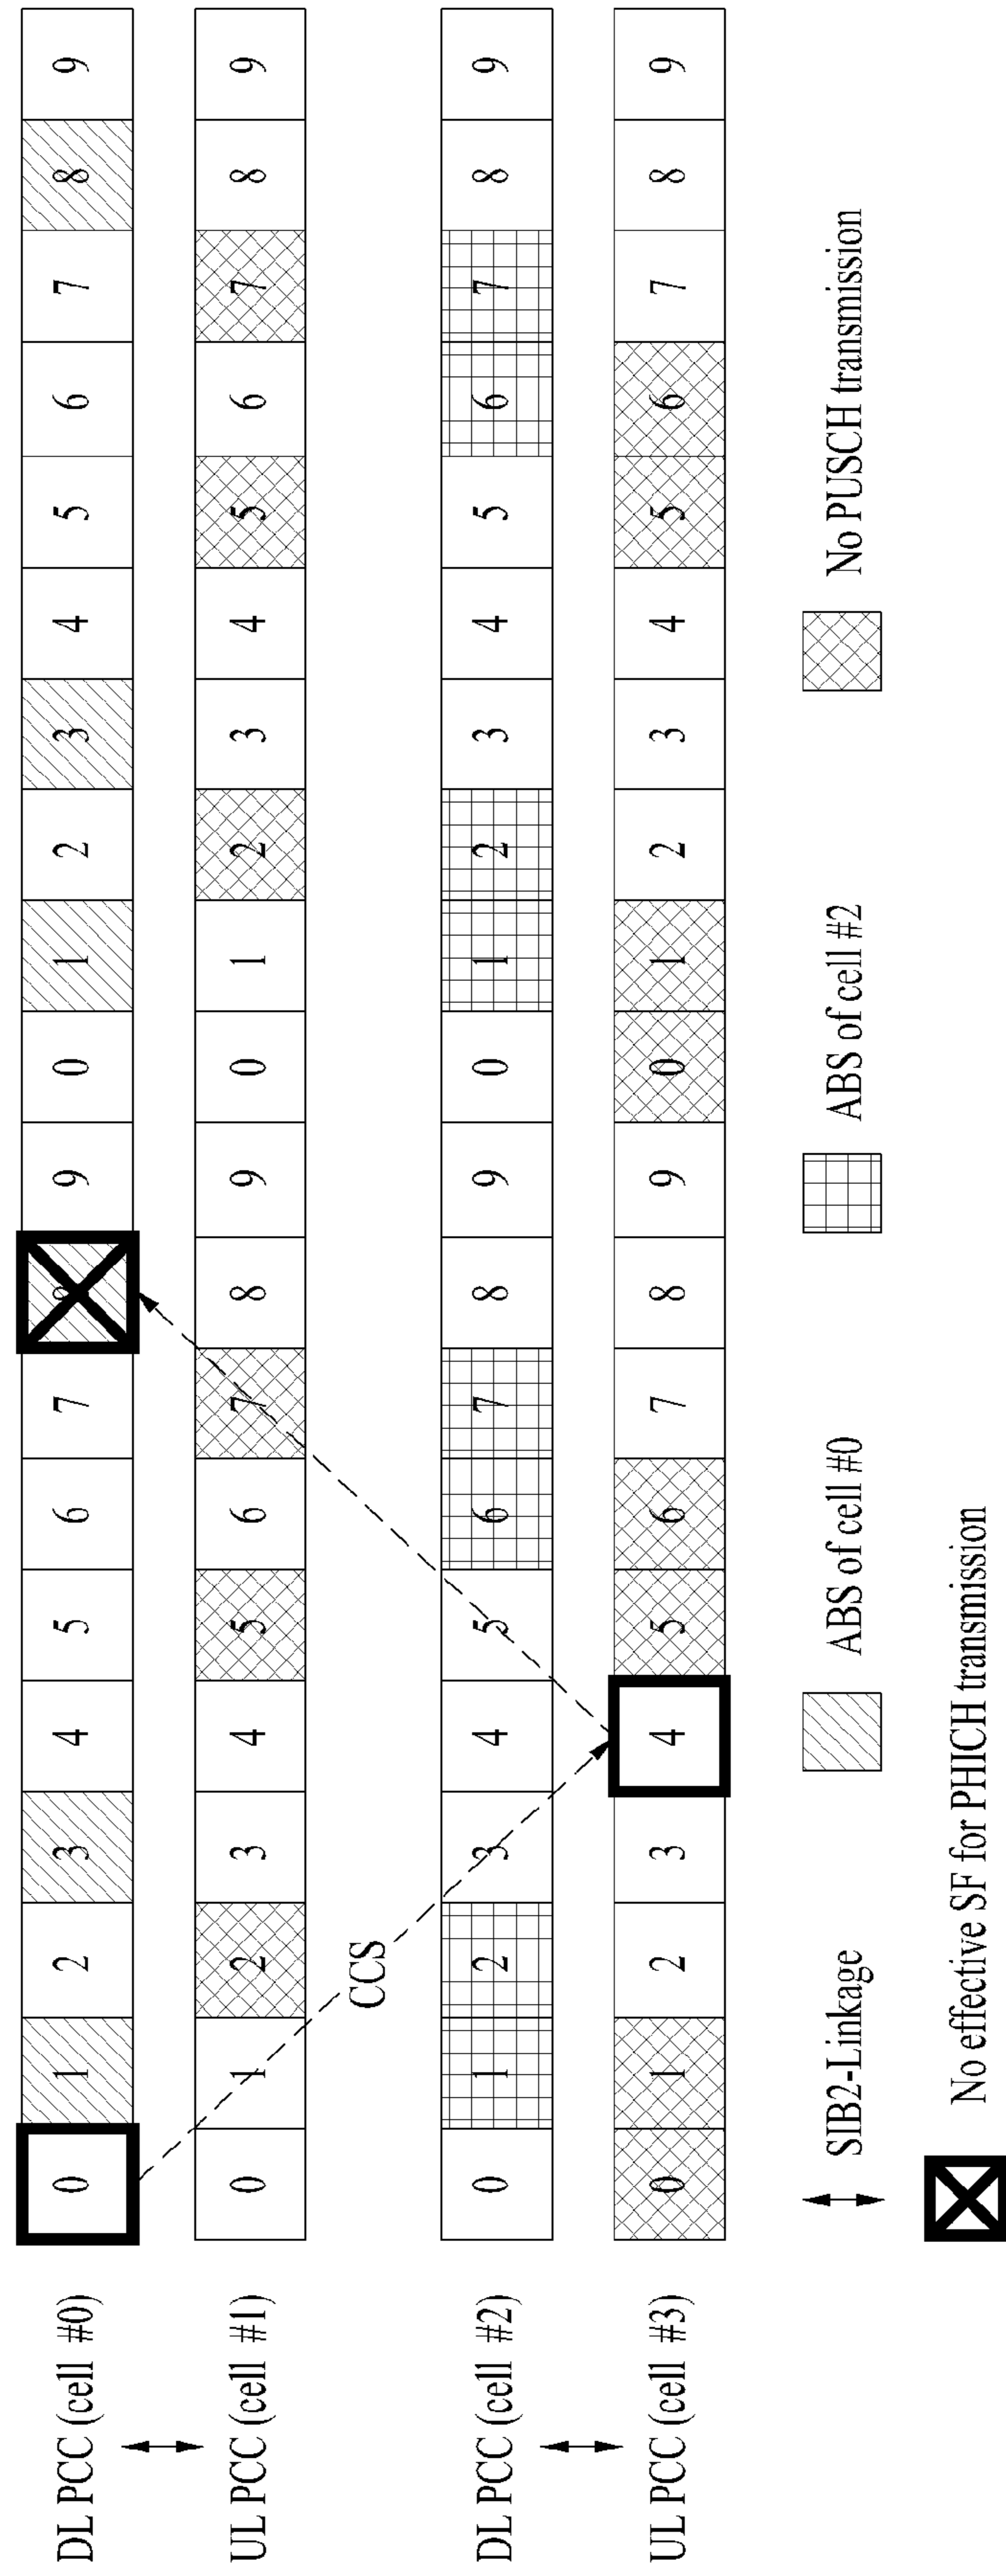 DL PCC (cell #0) 0 1 2 3 4 5 6 7 8 9 0 1 2 3 4 5 6 7 8 9
UL PCC (cell #1) 0 1 2 3 4 5 6 7 8 9 0 1 2 3 4 5 6 7 8 9
CCS
DL PCC (cell #2) 0 1 2 3 4 5 6 7 8 9 0 1 2 3 4 5 6 7 8 9
UL PCC (cell #3) 0 1 2 3 4 5 6 7 8 9 0 1 2 3 4 5 6 7 8 9
SIB2-Linkage ABS of cell #0 ABS of cell #2 No PUSCH transmission
No effective SF for PHICH transmission